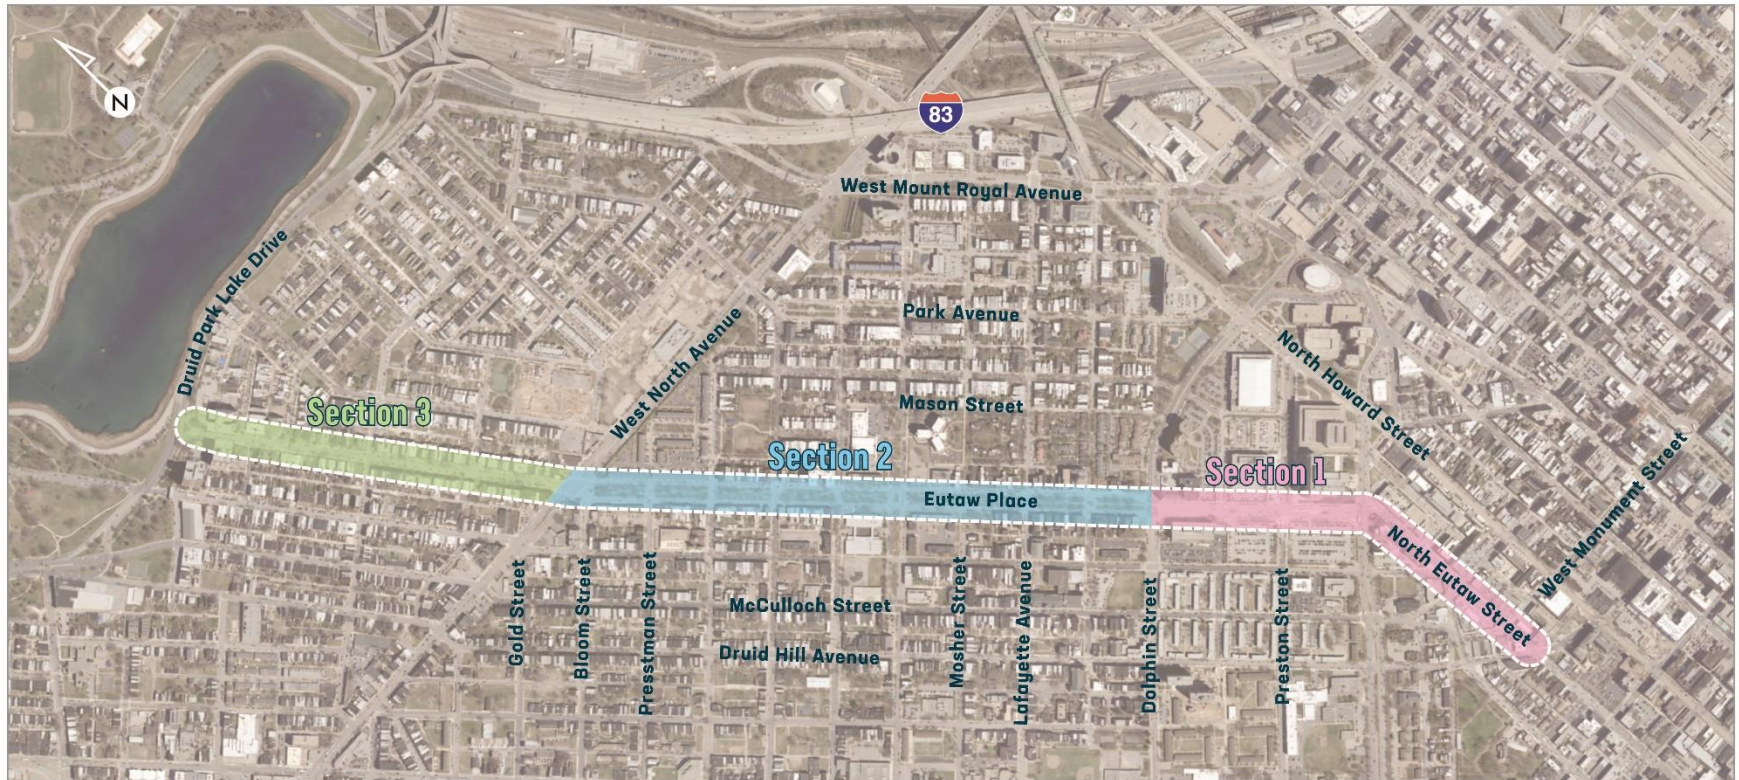 N
83
West Mount Royal Avenue
Druid Park Lake Drive
Park Avenue
West North Avenue
North Howard Street
Mason Street
Section 3
Section 2
Section 1
West Monument Street
Eutaw Place
North Eutaw Street
Gold Street
Bloom Street
Presstman Street
McCulloch Street
Druid Hill Avenue
Mosher Street
Lafayette Avenue
Dolphin Street
Preston Street